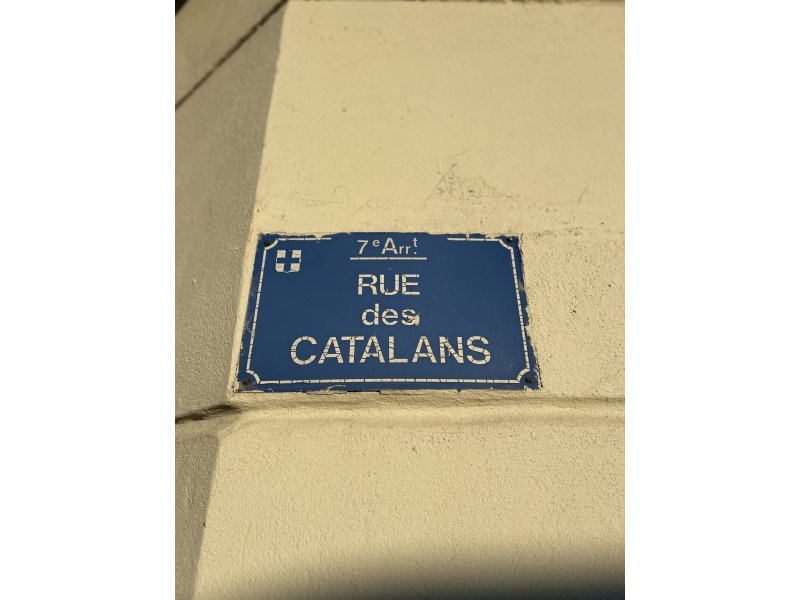 7e Arrt.
RUE
des
CATALANS